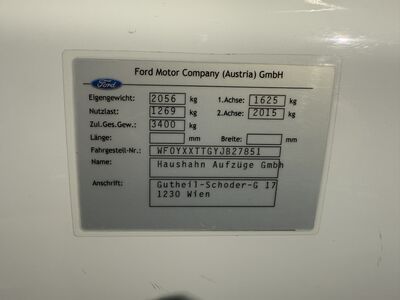 Ford Motor Company (Austria) GmbH
Ford
Eigengewicht: 2056 kg 1.Achse: 1625 kg
Nutzlast: 1269 kg 2.Achse: 2015 kg
Zul.Ges.Gew.: 3400 kg
Länge: mm Breite: mm
Fahrgestell-Nr.: WF0YXXTTGYJB27851
Name: Haushahn Aufzüge Gmbh
Anschrift: Gutheil-Schoder-G 17
1230 Wien